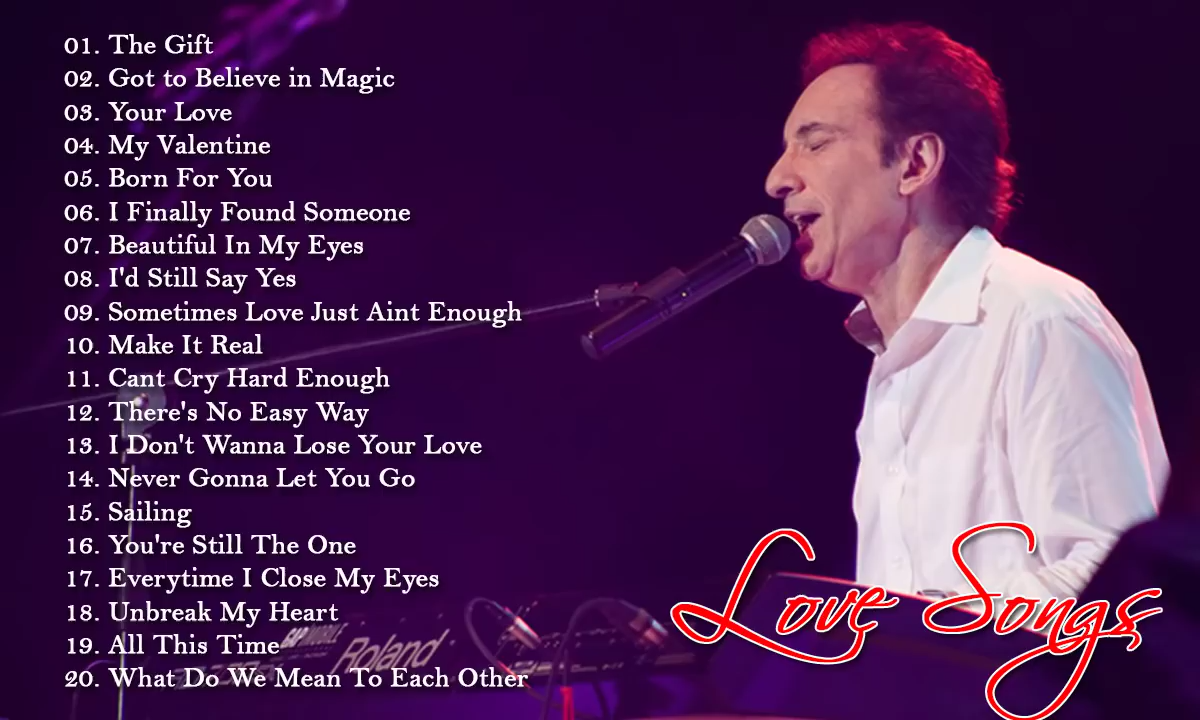 01. The Gift
02. Got to Believe in Magic
03. Your Love
04. My Valentine
05. Born For You
06. I Finally Found Someone
07. Beautiful In My Eyes
08. I'd Still Say Yes
09. Sometimes Love Just Aint Enough
10. Make It Real
11. Cant Cry Hard Enough
12. There's No Easy Way
13. I Don't Wanna Lose Your Love
14. Never Gonna Let You Go
15. Sailing
16. You're Still The One
17. Everytime I Close My Eyes
18. Unbreak My Heart
19. All This Time
20. What Do We Mean To Each Other
Roland
Love Songs